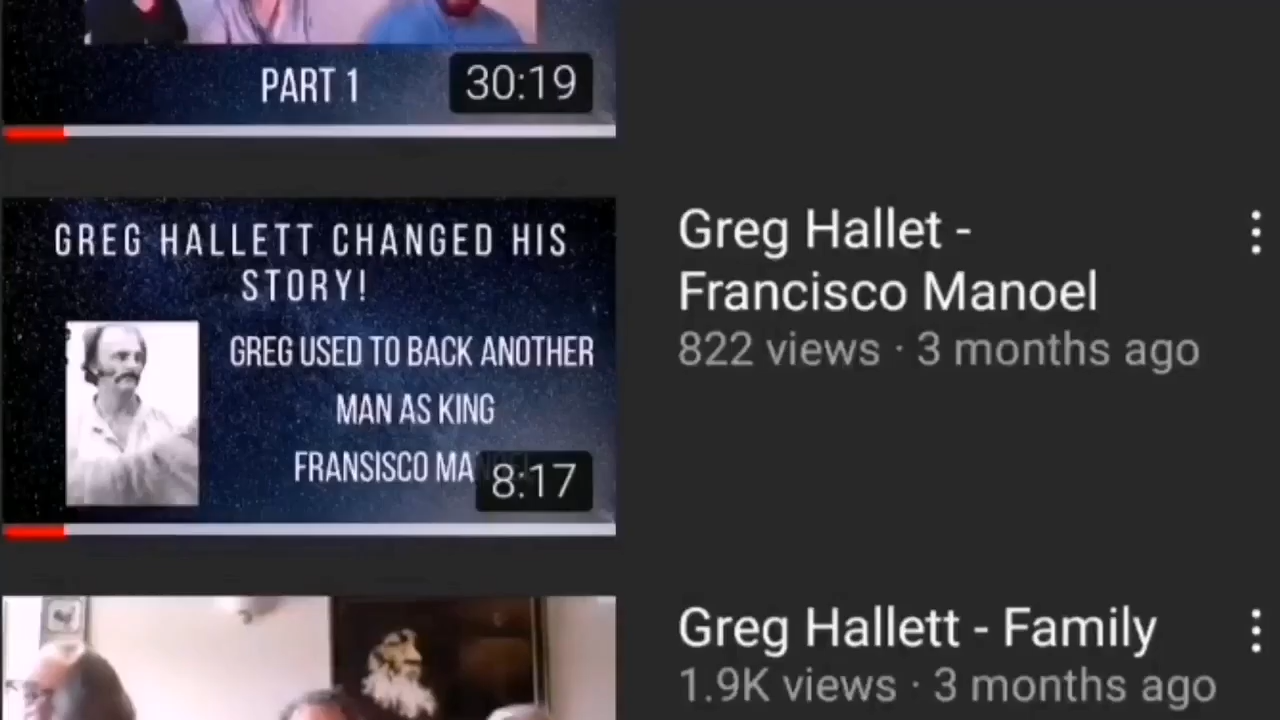 PART 1
30:19
GREG HALLETT CHANGED HIS
STORY!
GREG USED TO BACK ANOTHER
MAN AS KING
FRANSISCO
8:17
Greg Hallet -
Francisco Manoel
822 views · 3 months ago
Greg Hallett - Family
1.9K views · 3 months ago